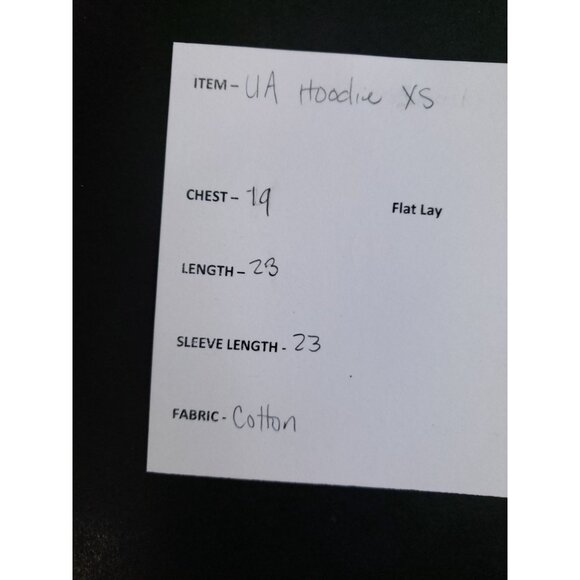 ITEM – UA Hoodie XS
CHEST – 19 Flat Lay
LENGTH – 23
SLEEVE LENGTH - 23
FABRIC - Cotton